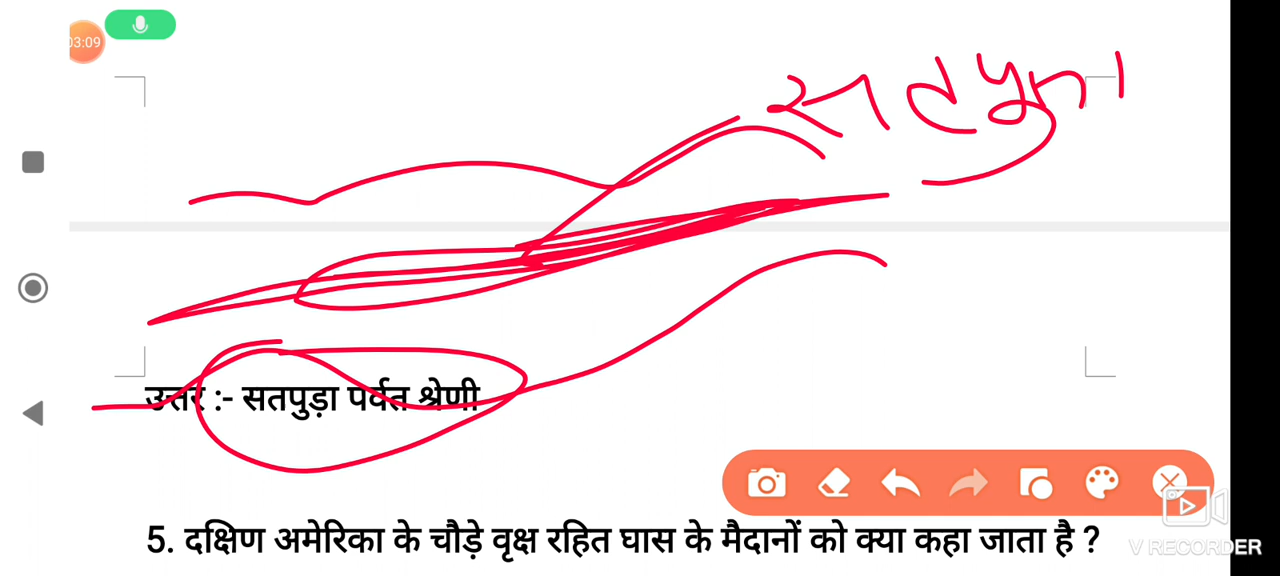 03:09
सतपुड़ा
उत्तर :- सतपुड़ा पर्वत श्रेणी
5. दक्षिण अमेरिका के चौड़े वृक्ष रहित घास के मैदानों को क्या कहा जाता है ?
V RECORDER